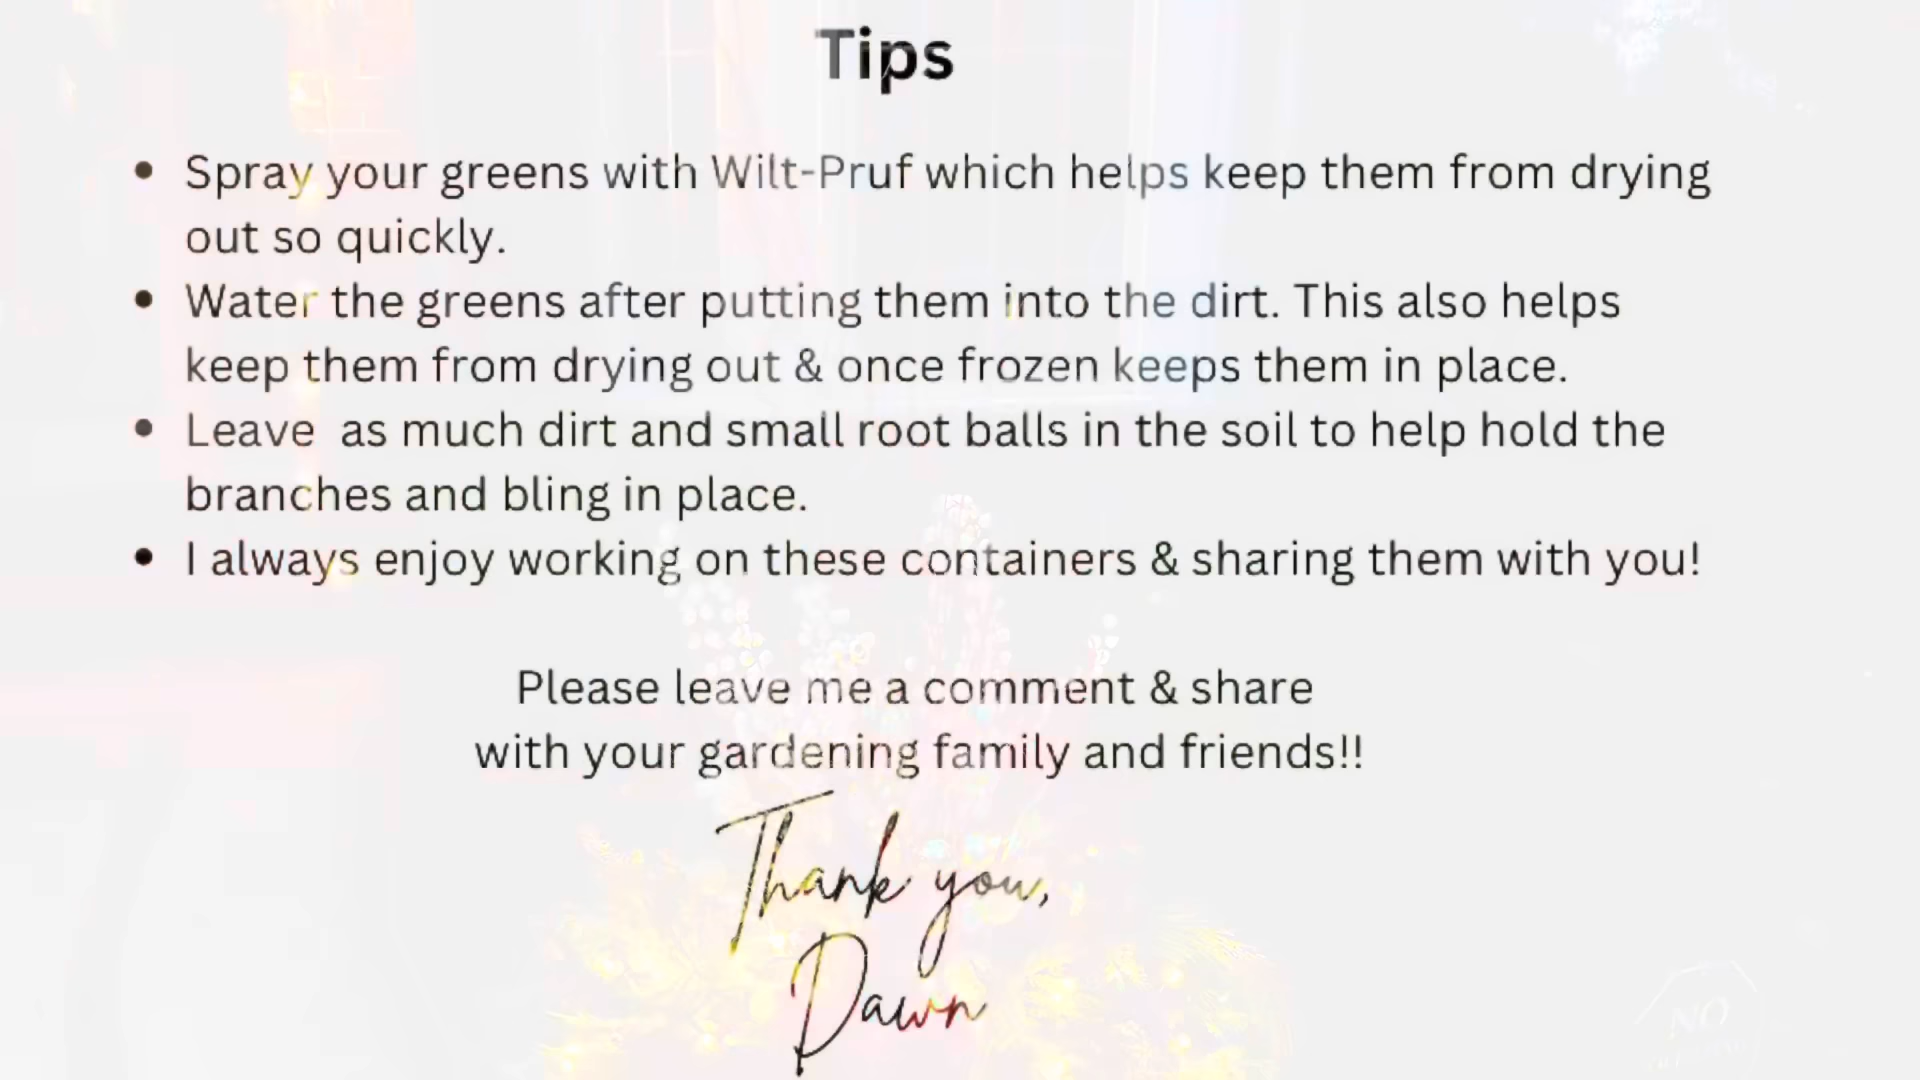 Tips
• Spray your greens with Wilt-Pruf which helps keep them from drying
out so quickly.
• Water the greens after putting them into the dirt. This also helps
keep them from drying out & once frozen keeps them in place.
• Leave as much dirt and small root balls in the soil to help hold the
branches and bling in place.
• I always enjoy working on these containers & sharing them with you!
Please leave me a comment & share
with your gardening family and friends!!
Thank you,
Dawn
NO